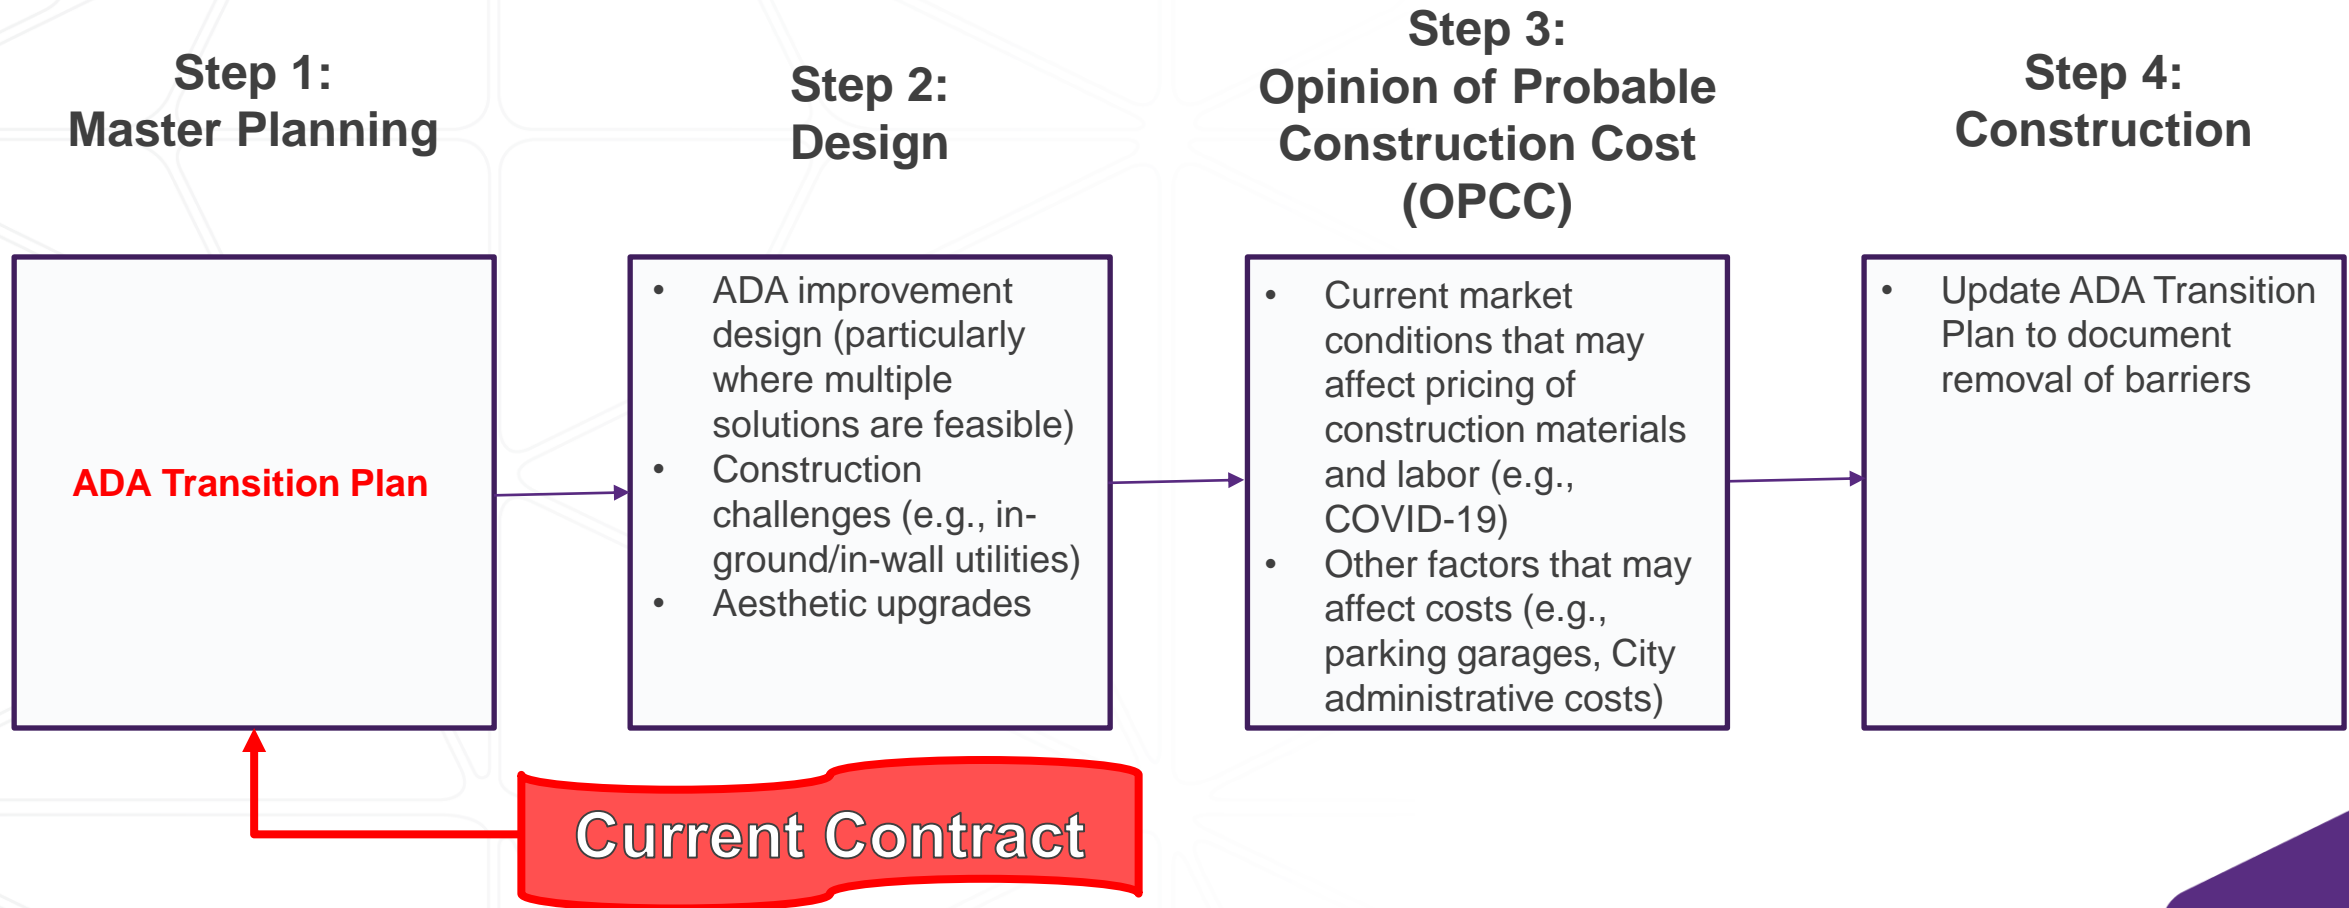 Step 1:
Master Planning
Step 2:
Design
Step 3:
Opinion of Probable
Construction Cost
(OPCC)
Step 4:
Construction
ADA Transition Plan
• ADA improvement
design (particularly
where multiple
solutions are feasible)
• Construction
challenges (e.g., in-
ground/in-wall utilities)
• Aesthetic upgrades
• Current market
conditions that may
affect pricing of
construction materials
and labor (e.g.,
COVID-19)
• Other factors that may
affect costs (e.g.,
parking garages, City
administrative costs)
• Update ADA Transition
Plan to document
removal of barriers
Current Contract